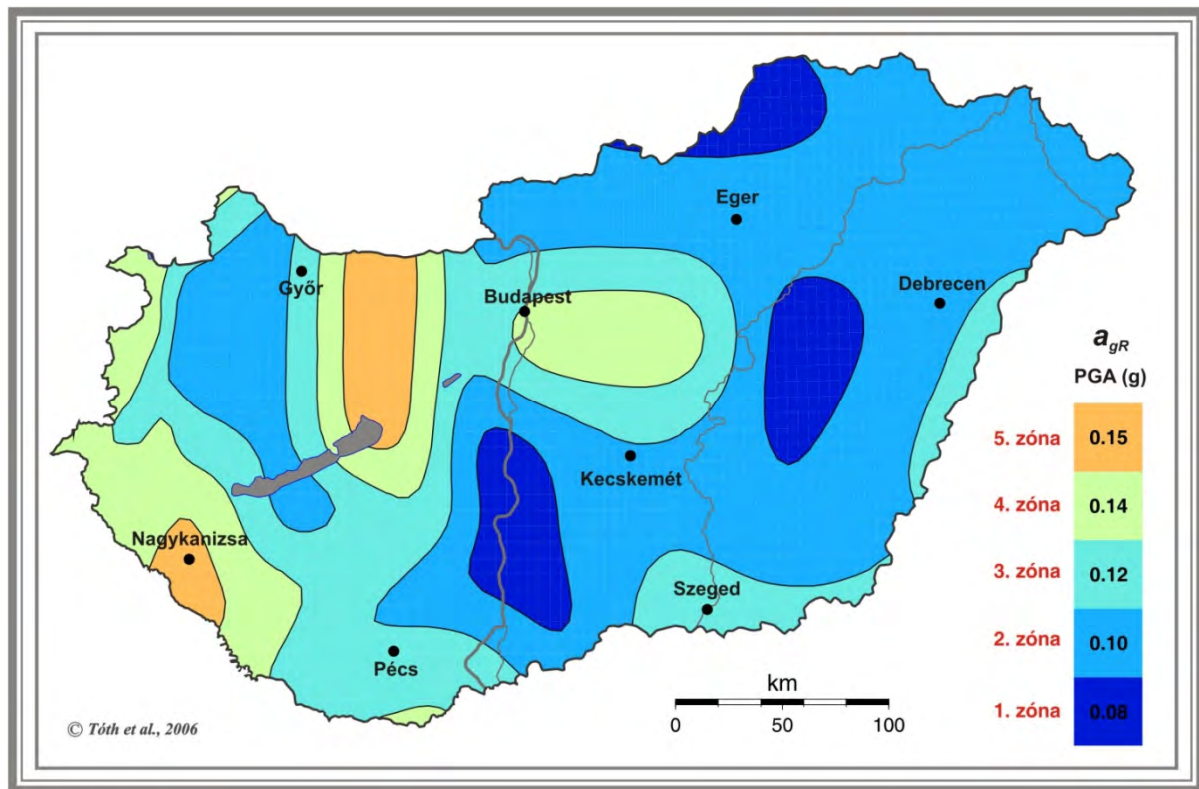 Eger
Győr
Budapest
Debrecen
Kecskemét
Nagykanizsa
Szeged
Pécs
agR
PGA (g)
5. zóna 0.15
4. zóna 0.14
3. zóna 0.12
2. zóna 0.10
1. zóna 0.08
km
0 50 100
© Tóth et al., 2006